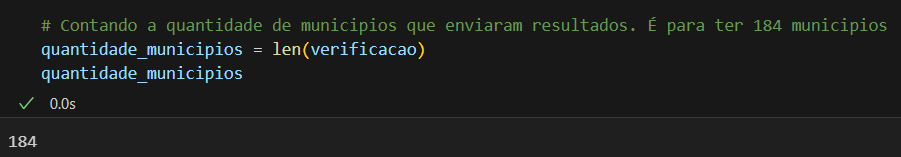 # Contando a quantidade de municipios que enviaram resultados. É para ter 184 municipios
quantidade_municipios = len(verificacao)
quantidade_municipios
0.0s
184